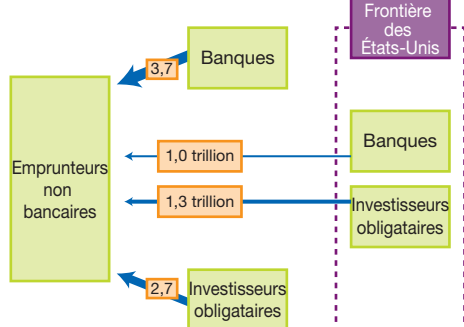 Frontière
des
États-Unis
Banques
3,7
Banques
1,0 trillion
Emprunteurs
non
bancaires
1,3 trillion
Investisseurs
obligataires
2,7
Investisseurs
obligataires